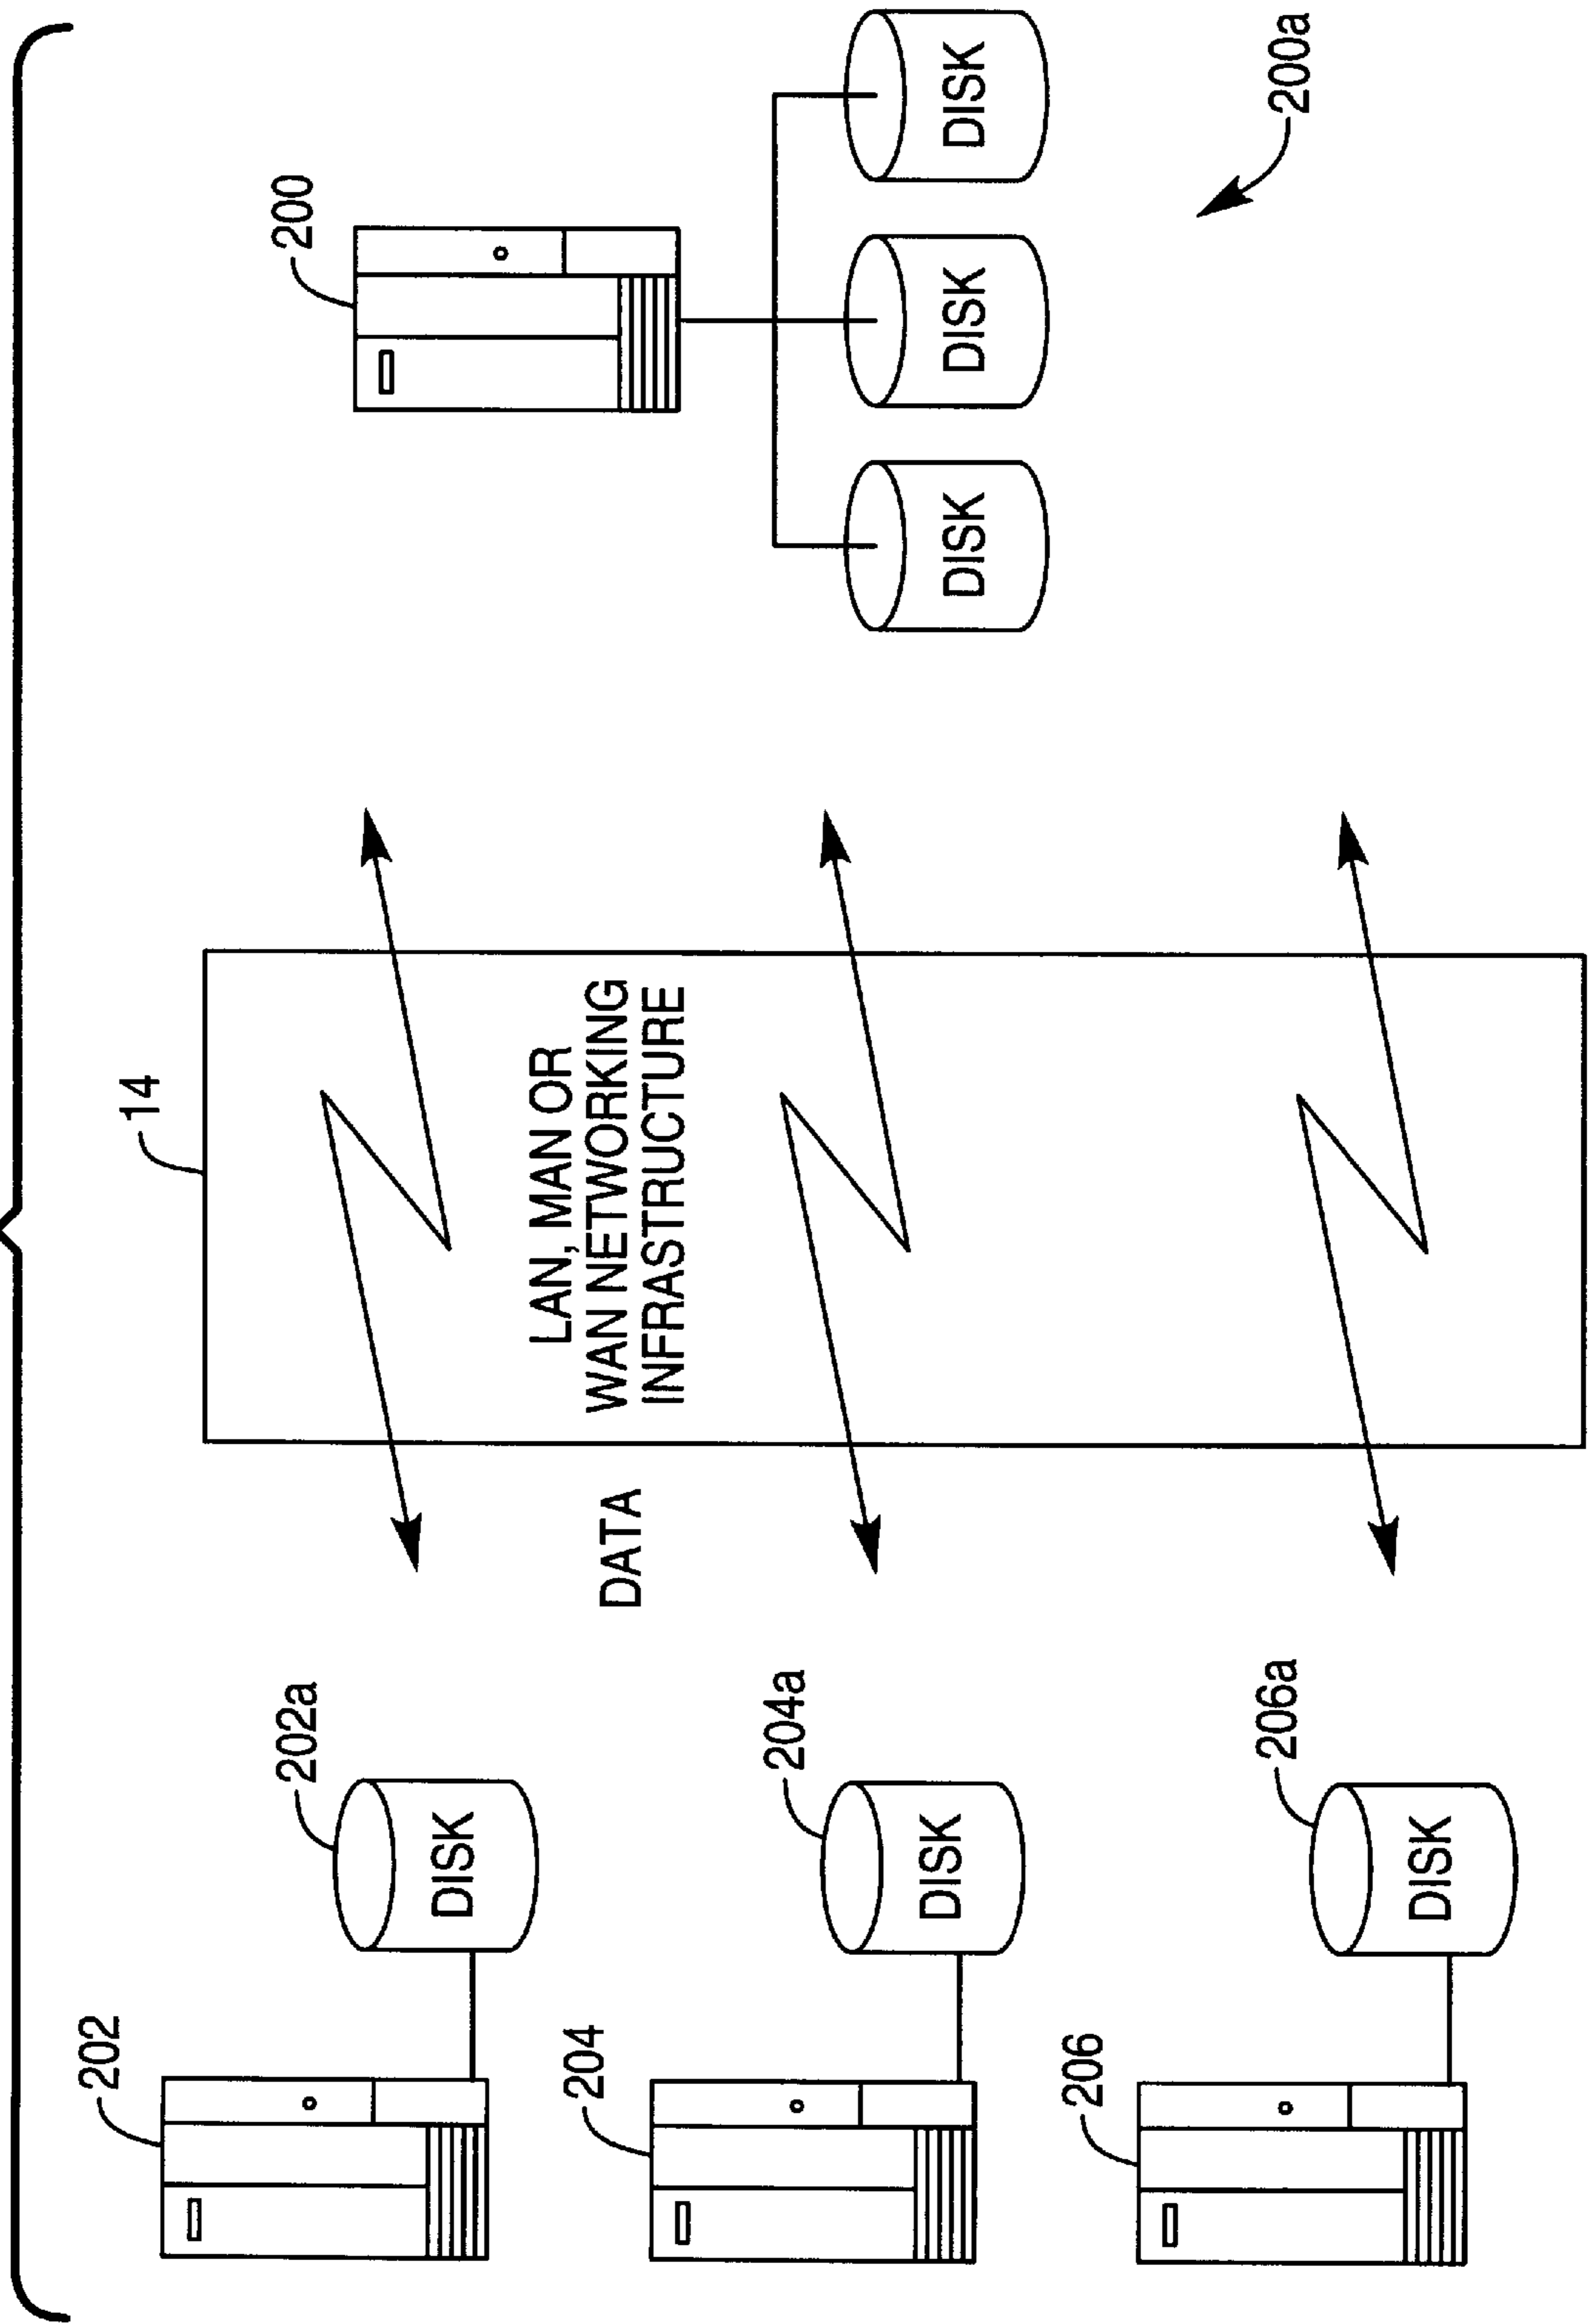 202
202a
DISK
204
204a
DISK
206
206a
DISK
DATA
14
LAN, MAN OR
WAN NETWORKING
INFRASTRUCTURE
200
DISK
DISK
DISK
200a